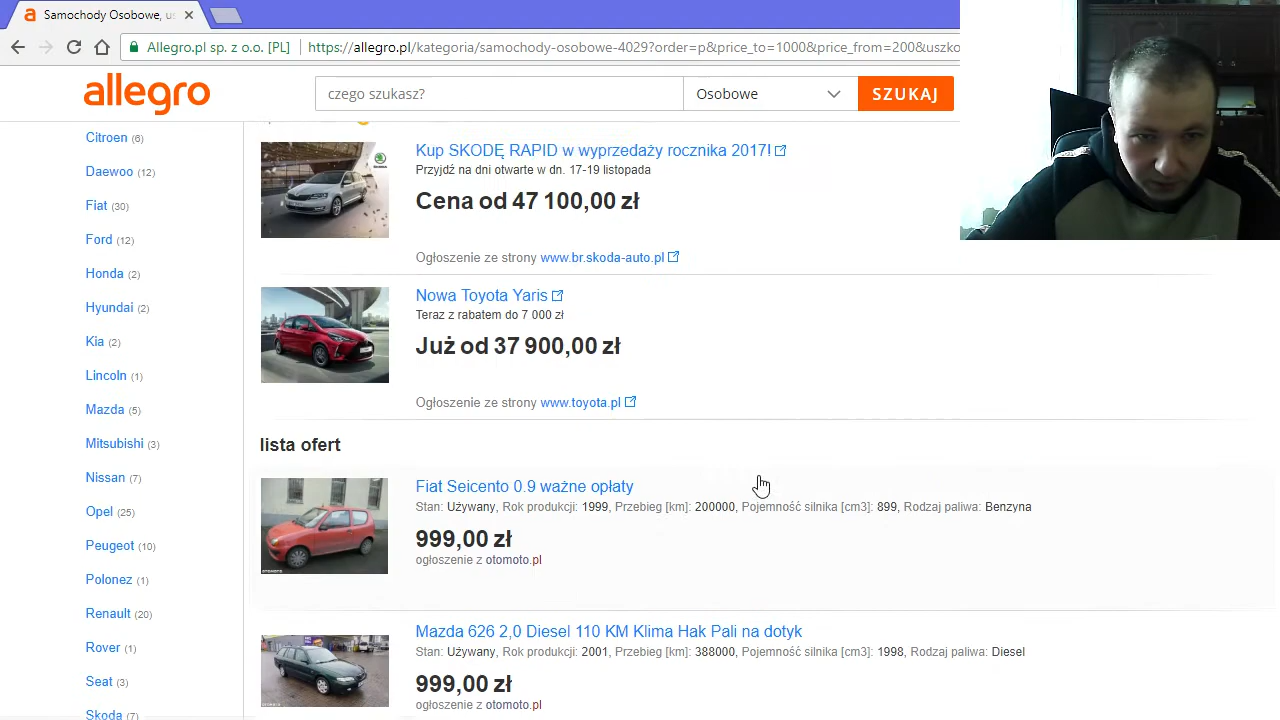 Samochody Osobowe, u
Allegro.pl sp. z o.o. [PL]
https://allegro.pl/kategoria/samochody-osobowe-4029?order=p&price_to=1000&price_from=200&uszko
allegro
czego szukasz?
Osobowe
SZUKAJ
Citroen (6)
Daewoo (12)
Fiat (30)
Ford (12)
Honda (2)
Hyundai (2)
Kia (2)
Lincoln (1)
Mazda (5)
Mitsubishi (3)
Nissan (7)
Opel (25)
Peugeot (10)
Polonez (1)
Renault (20)
Rover (1)
Seat (3)
Skoda (7)
Kup SKODĘ RAPID w wyprzedaży rocznika 2017!
Przyjdź na dni otwarte w dn. 17-19 listopada
Cena od 47 100,00 zł
Ogłoszenie ze strony www.br.skoda-auto.pl
Nowa Toyota Yaris
Teraz z rabatem do 7 000 zł
Już od 37 900,00 zł
Ogłoszenie ze strony www.toyota.pl
lista ofert
Fiat Seicento 0.9 ważne opłaty
Stan: Używany, Rok produkcji: 1999, Przebieg [km]: 200000, Pojemność silnika [cm3]: 899, Rodzaj paliwa: Benzyna
999,00 zł
ogłoszenie z otomoto.pl
Mazda 626 2,0 Diesel 110 KM Klima Hak Pali na dotyk
Stan: Używany, Rok produkcji: 2001, Przebieg [km]: 388000, Pojemność silnika [cm3]: 1998, Rodzaj paliwa: Diesel
999,00 zł
ogłoszenie z otomoto.pl